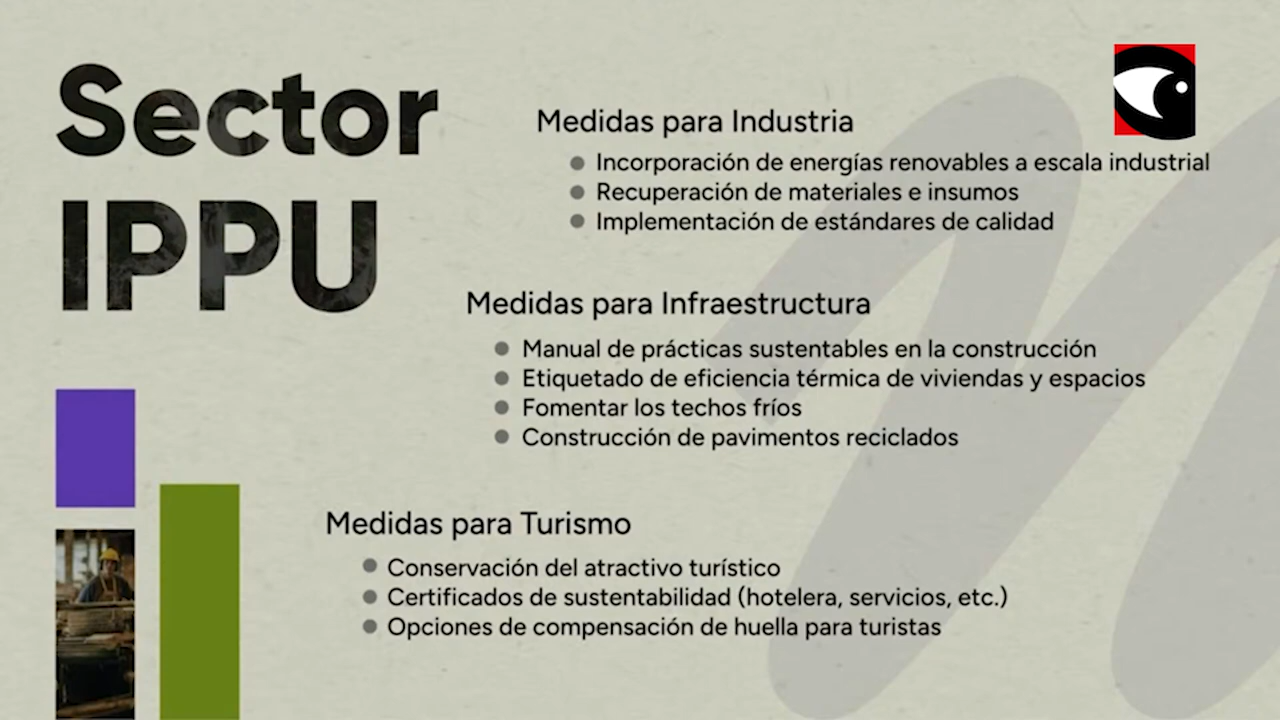 Sector
IPPU
Medidas para Industria
Incorporación de energías renovables a escala industrial
Recuperación de materiales e insumos
Implementación de estándares de calidad
Medidas para Infraestructura
Manual de prácticas sustentables en la construcción
Etiquetado de eficiencia térmica de viviendas y espacios
Fomentar los techos fríos
Construcción de pavimentos reciclados
Medidas para Turismo
Conservación del atractivo turístico
Certificados de sustentabilidad (hotelera, servicios, etc.)
Opciones de compensación de huella para turistas